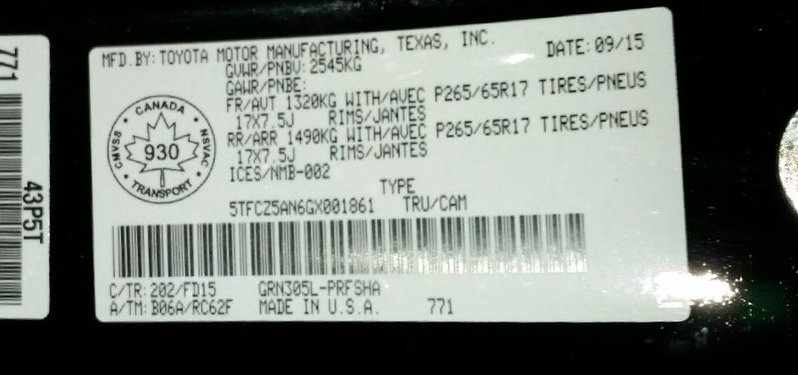 771
43P5T
MFD.BY: TOYOTA MOTOR MANUFACTURING, TEXAS, INC. DATE: 09/15
GVWR/PNBV: 2545KG
GAWR/PNBE:
FR/AUT 1320KG WITH/AVEC P265/65R17 TIRES/PNEUS
17X7.5J RIMS/JANTES
RR/ARR 1490KG WITH/AVEC P265/65R17 TIRES/PNEUS
17X7.5J RIMS/JANTES
ICES/NMB-002
CANADA
CMVSS 930 NSVAC
TRANSPORT
TYPE
5TFCZ5AN6GX001861 TRU/CAM
C/TR: 202/FD15 GRN305L-PRFSHA
A/TM: B06A/RC62F MADE IN U.S.A. 771